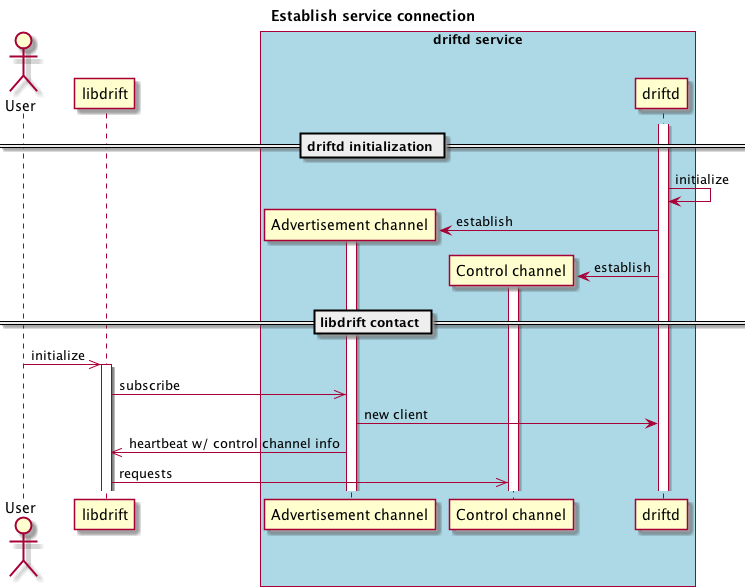 Establish service connection
driftd service
User
libdrift
driftd
driftd initialization
initialize
Advertisement channel
establish
Control channel
establish
libdrift contact
initialize
subscribe
new client
heartbeat w/ control channel info
requests
User
libdrift
Advertisement channel
Control channel
driftd